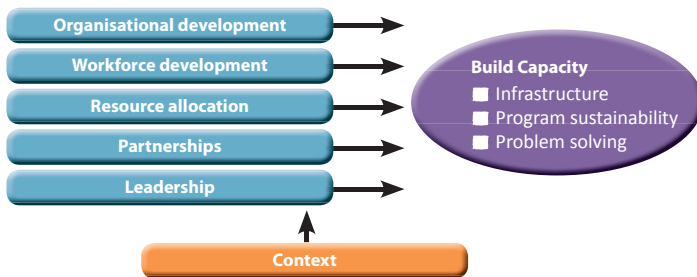 Organisational development
Workforce development
Resource allocation
Partnerships
Leadership
Build Capacity
Infrastructure
Program sustainability
Problem solving
Context